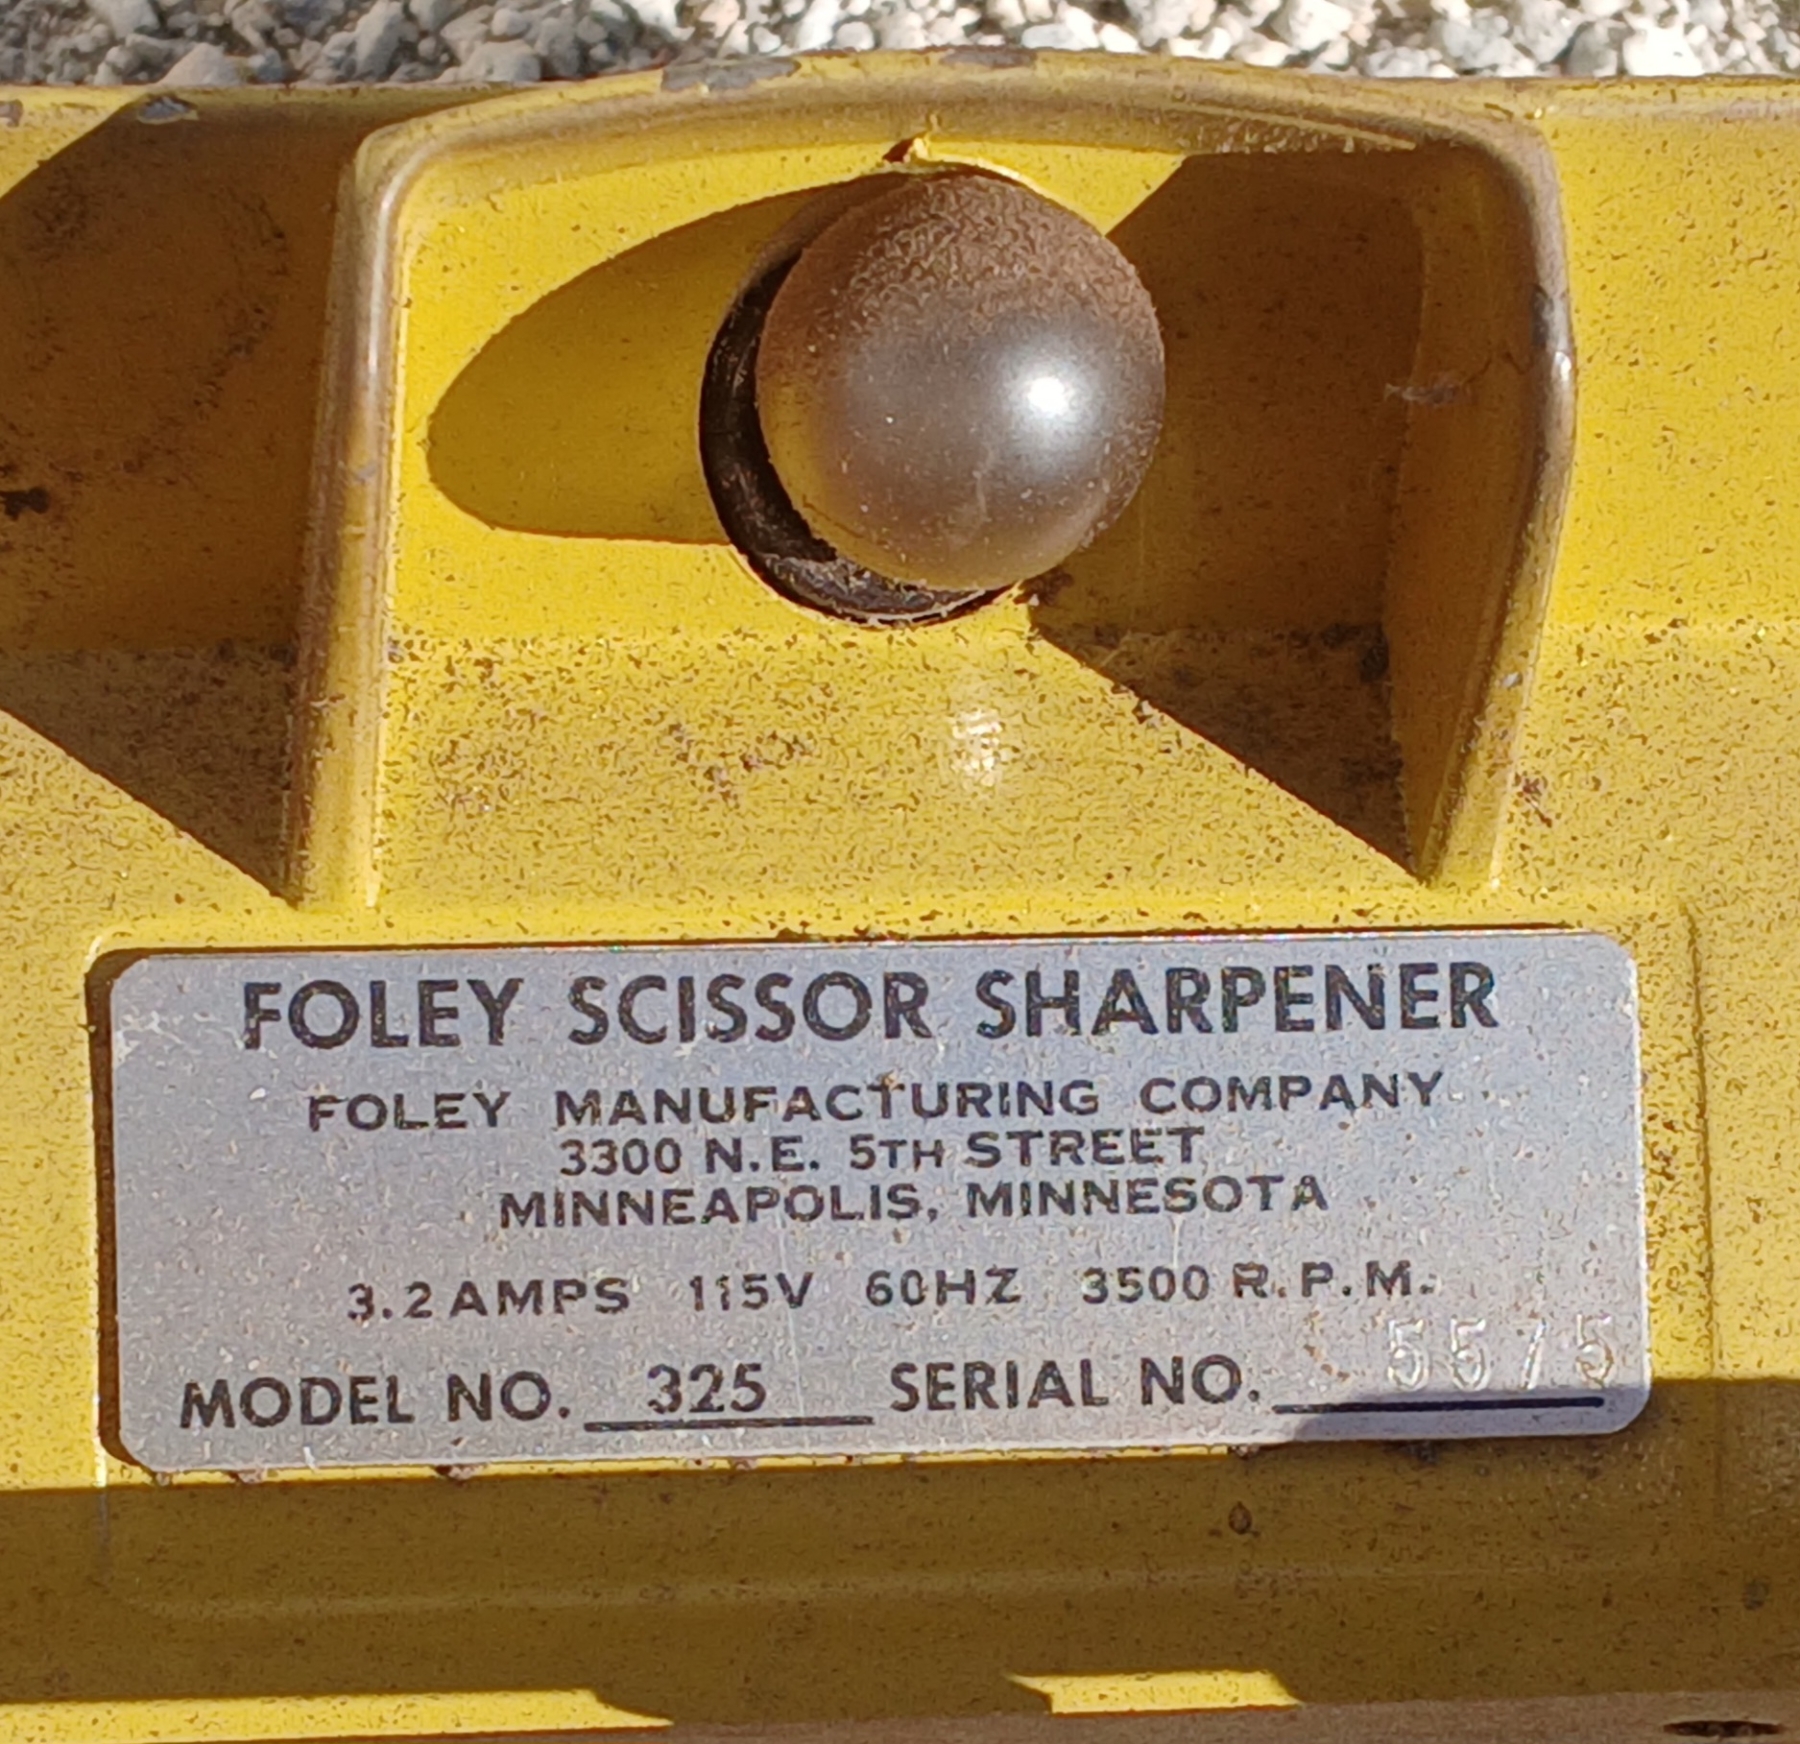 FOLEY SCISSOR SHARPENER
FOLEY MANUFACTURING COMPANY
3300 N.E. 5TH STREET
MINNEAPOLIS, MINNESOTA
3.2 AMPS 115V 60HZ 3500 R.P.M.
MODEL NO. 325 SERIAL NO. 5575